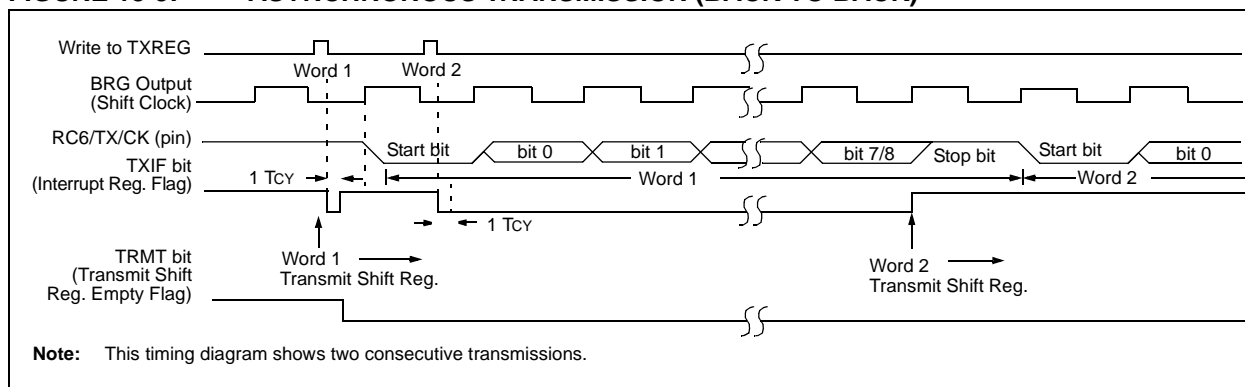 Write to TXREG
Word 1 Word 2
BRG Output
(Shift Clock)
RC6/TX/CK (pin)
Start bit bit 0 bit 1 bit 7/8 Stop bit Start bit bit 0
TXIF bit
(Interrupt Reg. Flag)
1 TCY Word 1 Word 2
1 TCY
TRMT bit
(Transmit Shift
Reg. Empty Flag)
Word 1
Transmit Shift Reg.
Word 2
Transmit Shift Reg.
Note: This timing diagram shows two consecutive transmissions.